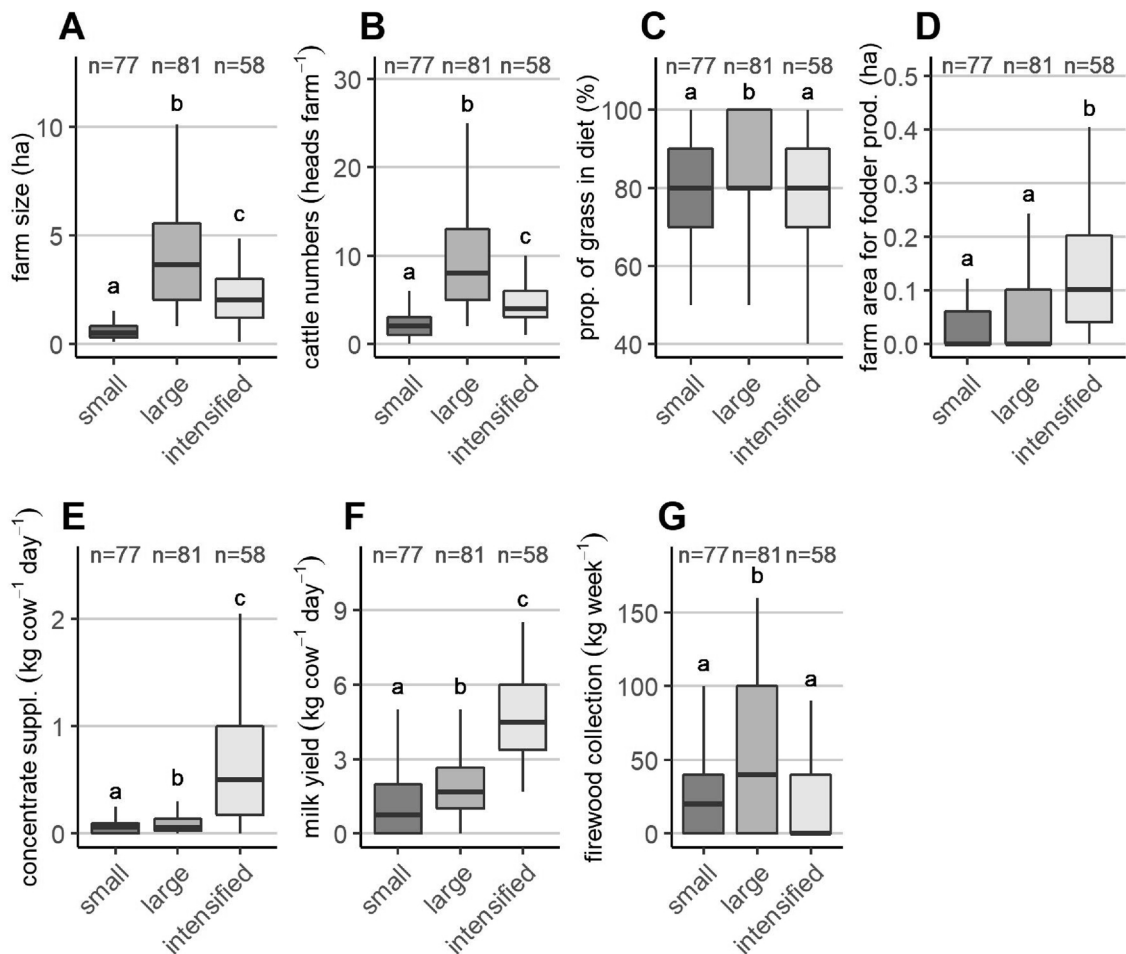 A
n=77 n=81 n=58
farm size (ha)
10
5
0
a
b
c
small
large
intensified
B
n=77 n=81 n=58
cattle numbers (heads farm⁻¹)
30
20
10
0
a
b
c
small
large
intensified
C
n=77 n=81 n=58
prop. of grass in diet (%)
100
80
60
40
a
b
a
small
large
intensified
D
n=77 n=81 n=58
farm area for fodder prod. (ha)
0.5
0.4
0.3
0.2
0.1
0.0
a
a
b
small
large
intensified
E
n=77 n=81 n=58
concentrate suppl. (kg cow⁻¹ day⁻¹)
2
1
0
a
b
c
small
large
intensified
F
n=77 n=81 n=58
milk yield (kg cow⁻¹ day⁻¹)
9
6
3
0
a
b
c
small
large
intensified
G
n=77 n=81 n=58
firewood collection (kg week⁻¹)
150
100
50
0
a
b
a
small
large
intensified